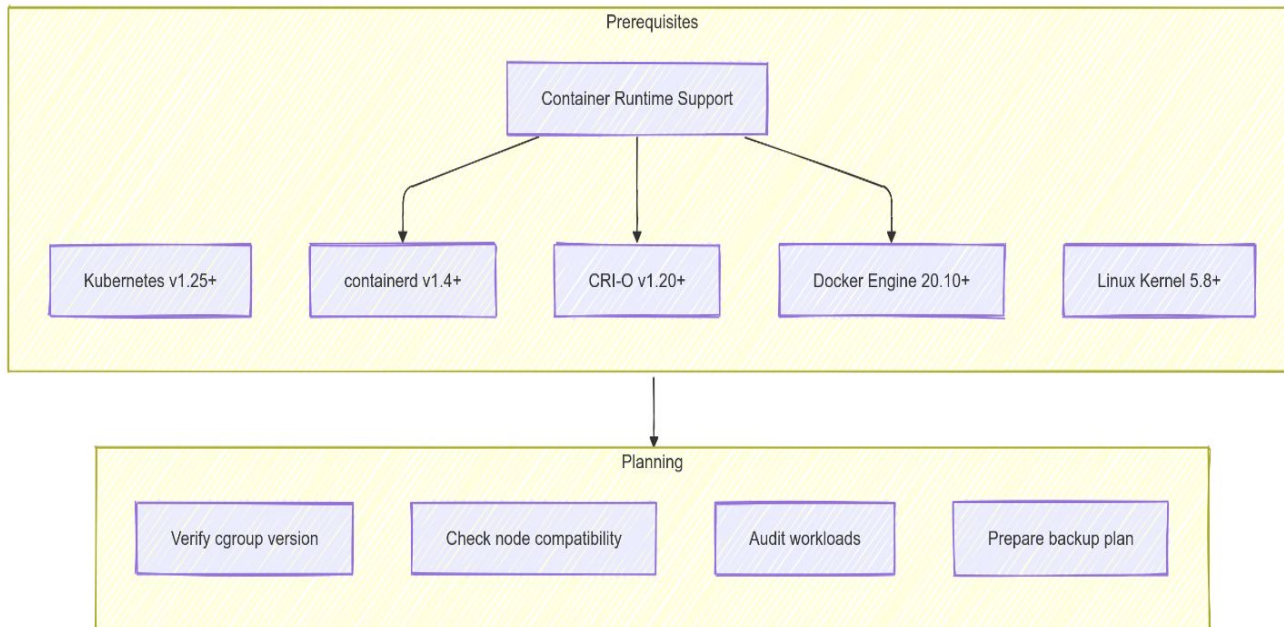 Prerequisites
Container Runtime Support
Kubernetes v1.25+
containerd v1.4+
CRI-O v1.20+
Docker Engine 20.10+
Linux Kernel 5.8+
Planning
Verify cgroup version
Check node compatibility
Audit workloads
Prepare backup plan